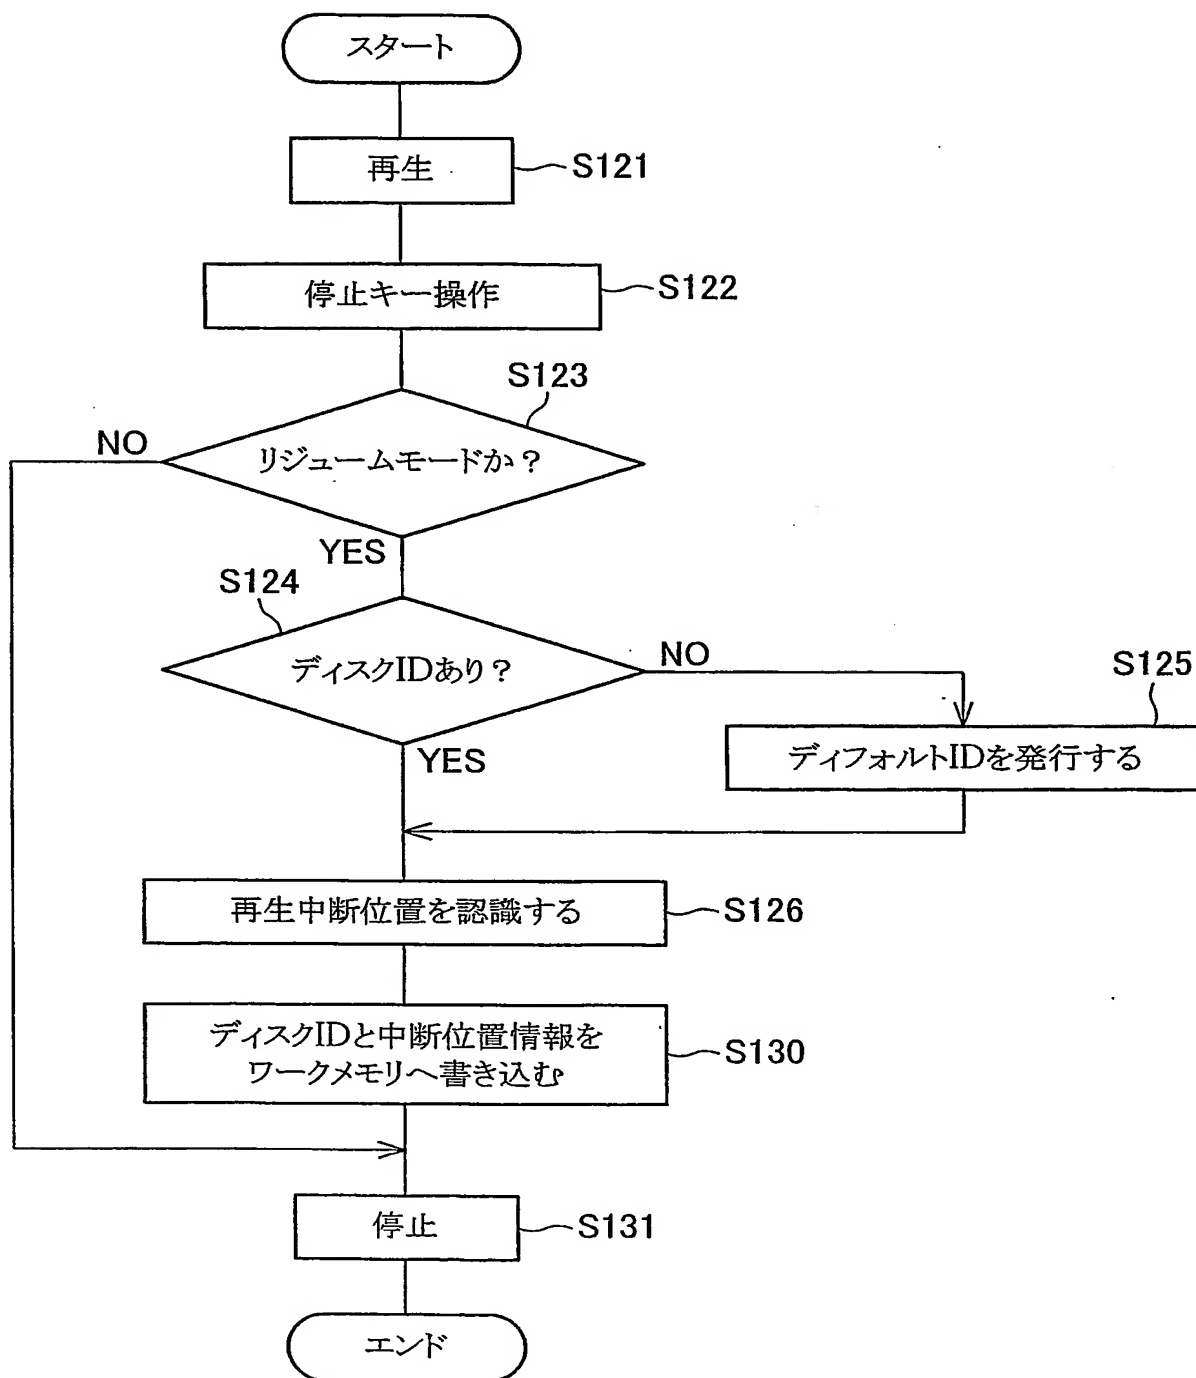 スタート
再生
S121
停止キー操作
S122
S123
NO
リジュームモードか?
YES
S124
ディスクIDあり?
NO
S125
YES
ディフォルトIDを発行する
再生中断位置を認識する
S126
ディスクIDと中断位置情報を
ワークメモリへ書き込む
S130
停止
S131
エンド